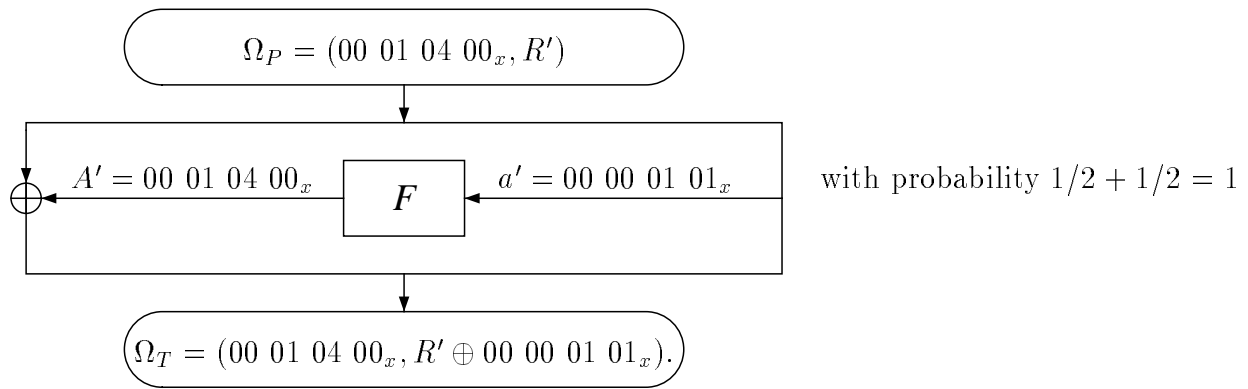 Ω_P = (00 01 04 00_x, R′)
A′ = 00 01 04 00_x
F
a′ = 00 00 01 01_x
with probability 1/2 + 1/2 = 1
Ω_T = (00 01 04 00_x, R′ ⊕ 00 00 01 01_x).